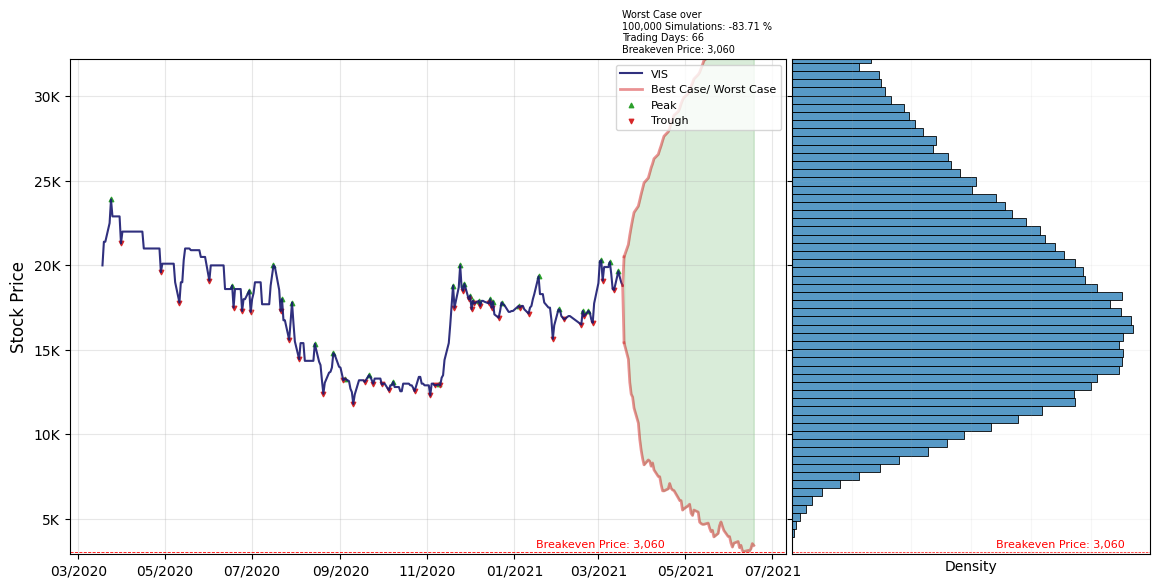 Worst Case over
100,000 Simulations: -83.71 %
Trading Days: 66
Breakeven Price: 3,060
VIS
Best Case/ Worst Case
Peak
Trough
Stock Price
30K
25K
20K
15K
10K
5K
Breakeven Price: 3,060
Breakeven Price: 3,060
03/2020
05/2020
07/2020
09/2020
11/2020
01/2021
03/2021
05/2021
07/2021
Density